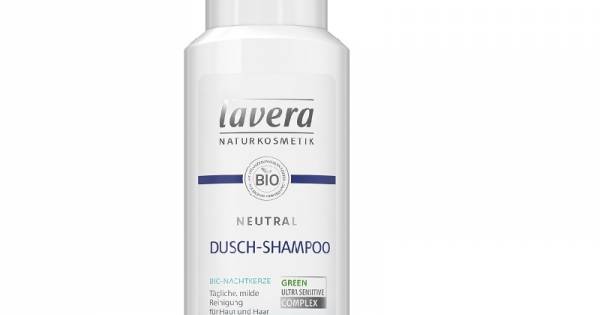 lavera
NATURKOSMETIK
BIO
NEUTRAL
DUSCH-SHAMPOO
BIO-NACHTKERZE
Tägliche, milde
Reinigung
für Haut und Haar
GREEN
ULTRA SENSITIVE
COMPLEX